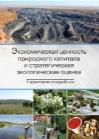 Экономическая ценность
природного капитала
и стратегическая
экологическая оценка